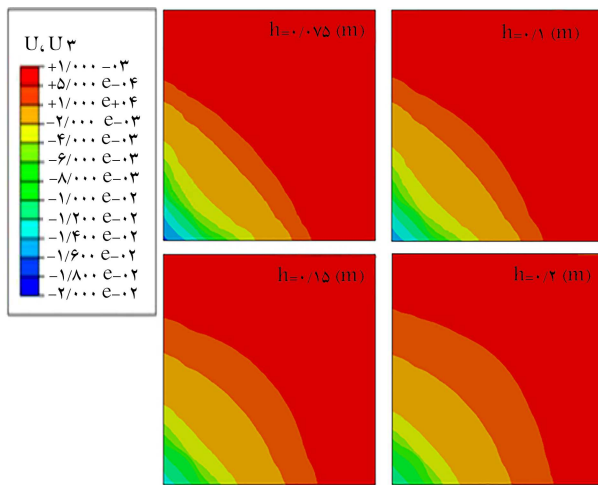 U، U۳
+۱/۰۰۰ -۰۳
+۵/۰۰۰ e-۰۴
+۱/۰۰۰ e+۰۴
-۲/۰۰۰ e-۰۳
-۴/۰۰۰ e-۰۳
-۶/۰۰۰ e-۰۳
-۸/۰۰۰ e-۰۳
-۱/۰۰۰ e-۰۲
-۱/۲۰۰ e-۰۲
-۱/۴۰۰ e-۰۲
-۱/۶۰۰ e-۰۲
-۱/۸۰۰ e-۰۲
-۲/۰۰۰ e-۰۲
h=۰/۰۷۵ (m)
h=۰/۱ (m)
h=۰/۱۵ (m)
h=۰/۲ (m)